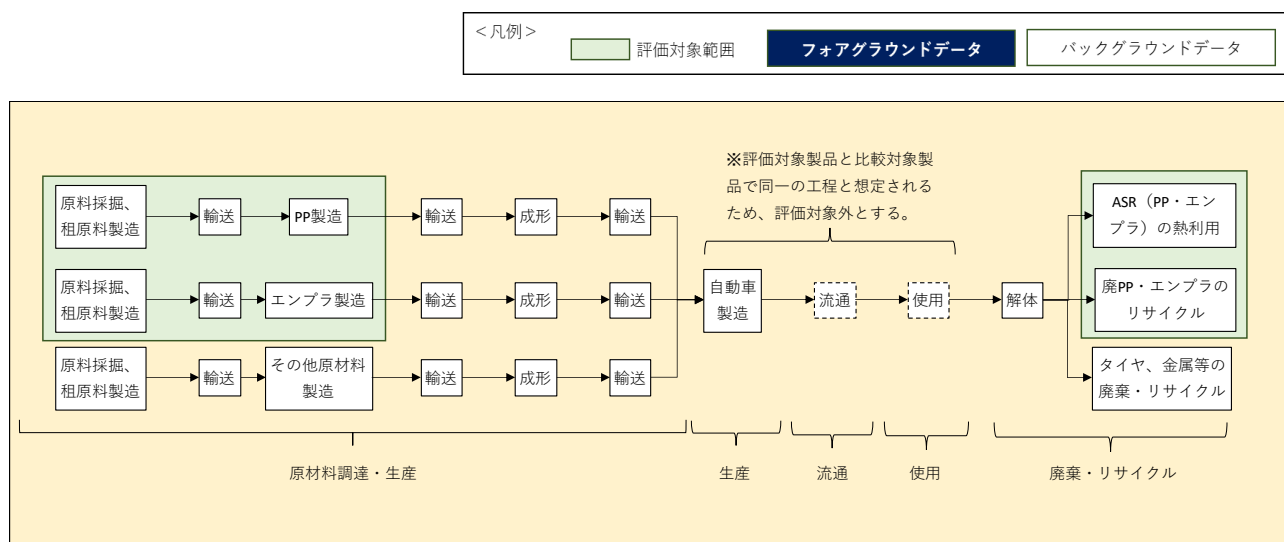 <凡例>
評価対象範囲
フォアグラウンドデータ
バックグラウンドデータ
※評価対象製品と比較対象製
品で同一の工程と想定される
ため、評価対象外とする。
原料採掘、
租原料製造
輸送
PP製造
輸送
成形
輸送
原料採掘、
租原料製造
輸送
エンプラ製造
輸送
成形
輸送
原料採掘、
租原料製造
輸送
その他原材料
製造
輸送
成形
輸送
自動車
製造
流通
使用
解体
ASR（PP・エン
プラ）の熱利用
廃PP・エンプラの
リサイクル
タイヤ、金属等の
廃棄・リサイクル
原材料調達・生産
生産
流通
使用
廃棄・リサイクル